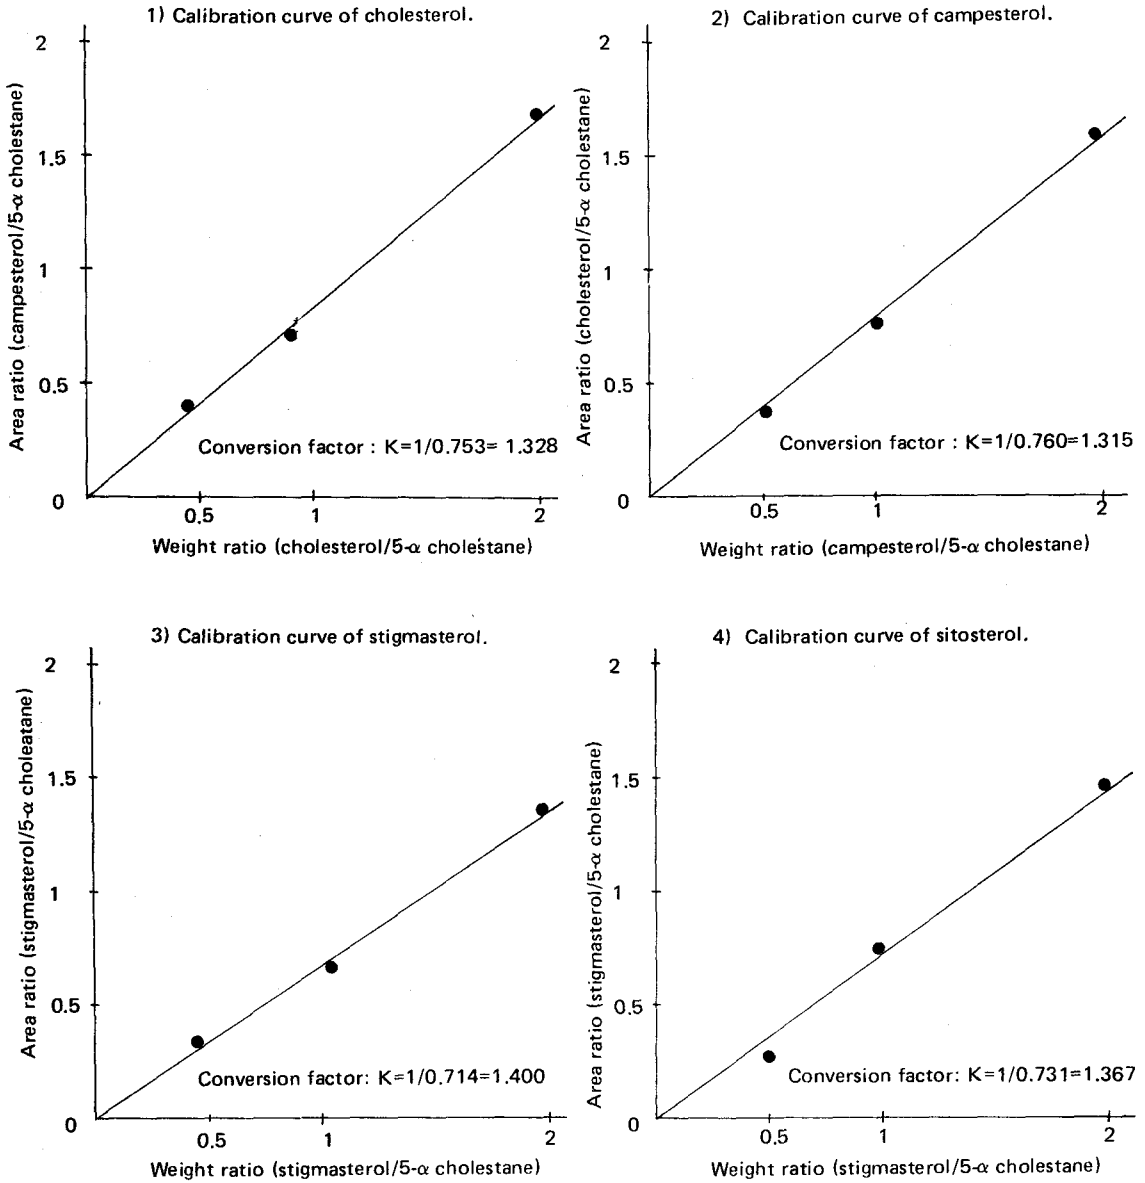 1) Calibration curve of cholesterol.
2
1.5
1
0.5
0
Area ratio (campesterol/5-α cholestane)
Conversion factor : K=1/0.753= 1.328
0.5 1 2
Weight ratio (cholesterol/5-α cholestane)
2) Calibration curve of campesterol.
2
1.5
1
0.5
0
Area ratio (cholesterol/5-α cholestane)
Conversion factor : K=1/0.760=1.315
0.5 1 2
Weight ratio (campesterol/5-α cholestane)
3) Calibration curve of stigmasterol.
2
1.5
1
0.5
0
Area ratio (stigmasterol/5-α choleatane)
Conversion factor: K=1/0.714=1.400
0.5 1 2
Weight ratio (stigmasterol/5-α cholestane)
4) Calibration curve of sitosterol.
2
1.5
1
0.5
0
Area ratio (stigmasterol/5-α cholestane)
Conversion factor: K=1/0.731=1.367
0.5 1 2
Weight ratio (stigmasterol/5-α cholestane)